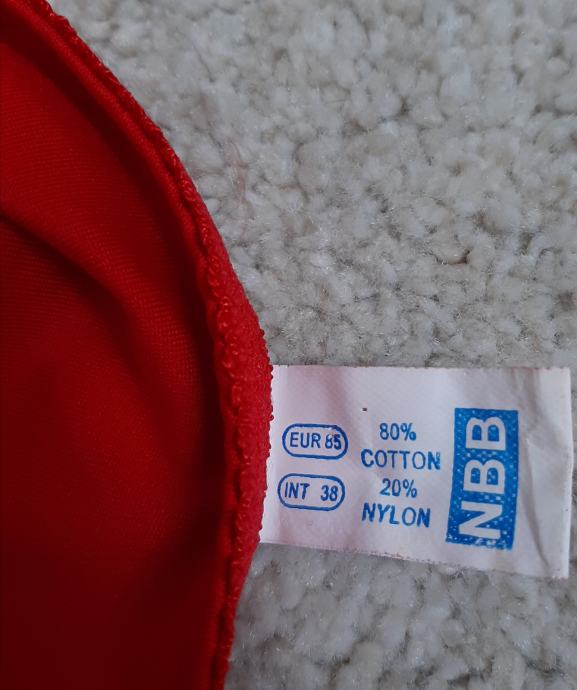 EUR 85
INT 38
80%
COTTON
20%
NYLON
NBB